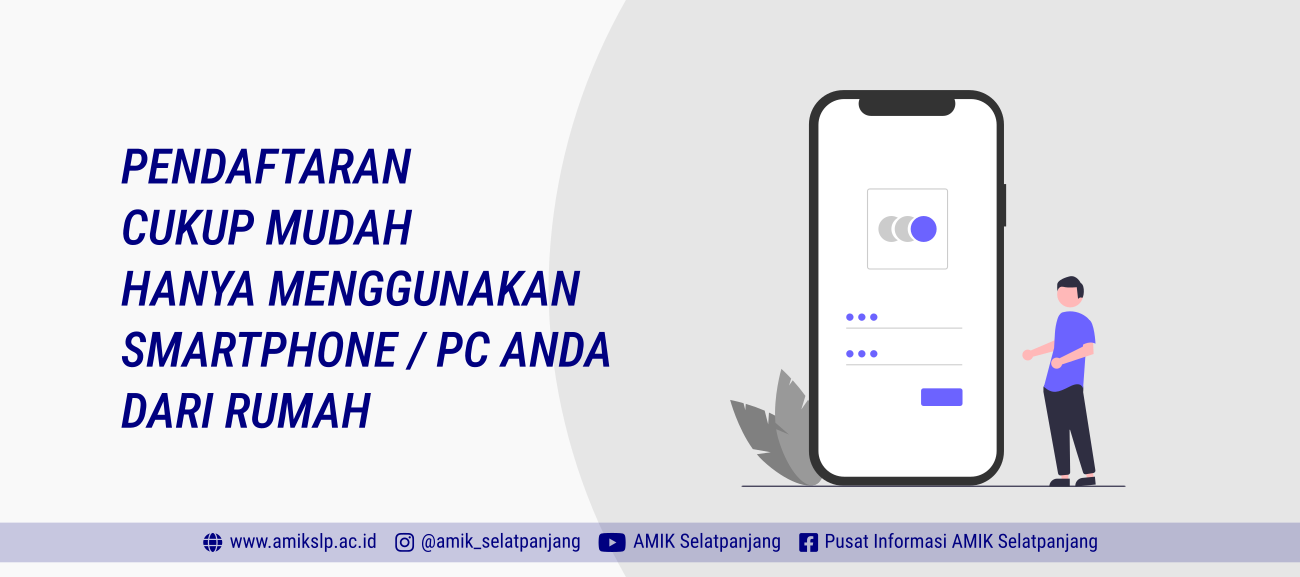 PENDAFTARAN
CUKUP MUDAH
HANYA MENGGUNAKAN
SMARTPHONE / PC ANDA
DARI RUMAH
www.amikslp.ac.id @amik_selatpanjang AMIK Selatpanjang Pusat Informasi AMIK Selatpanjang